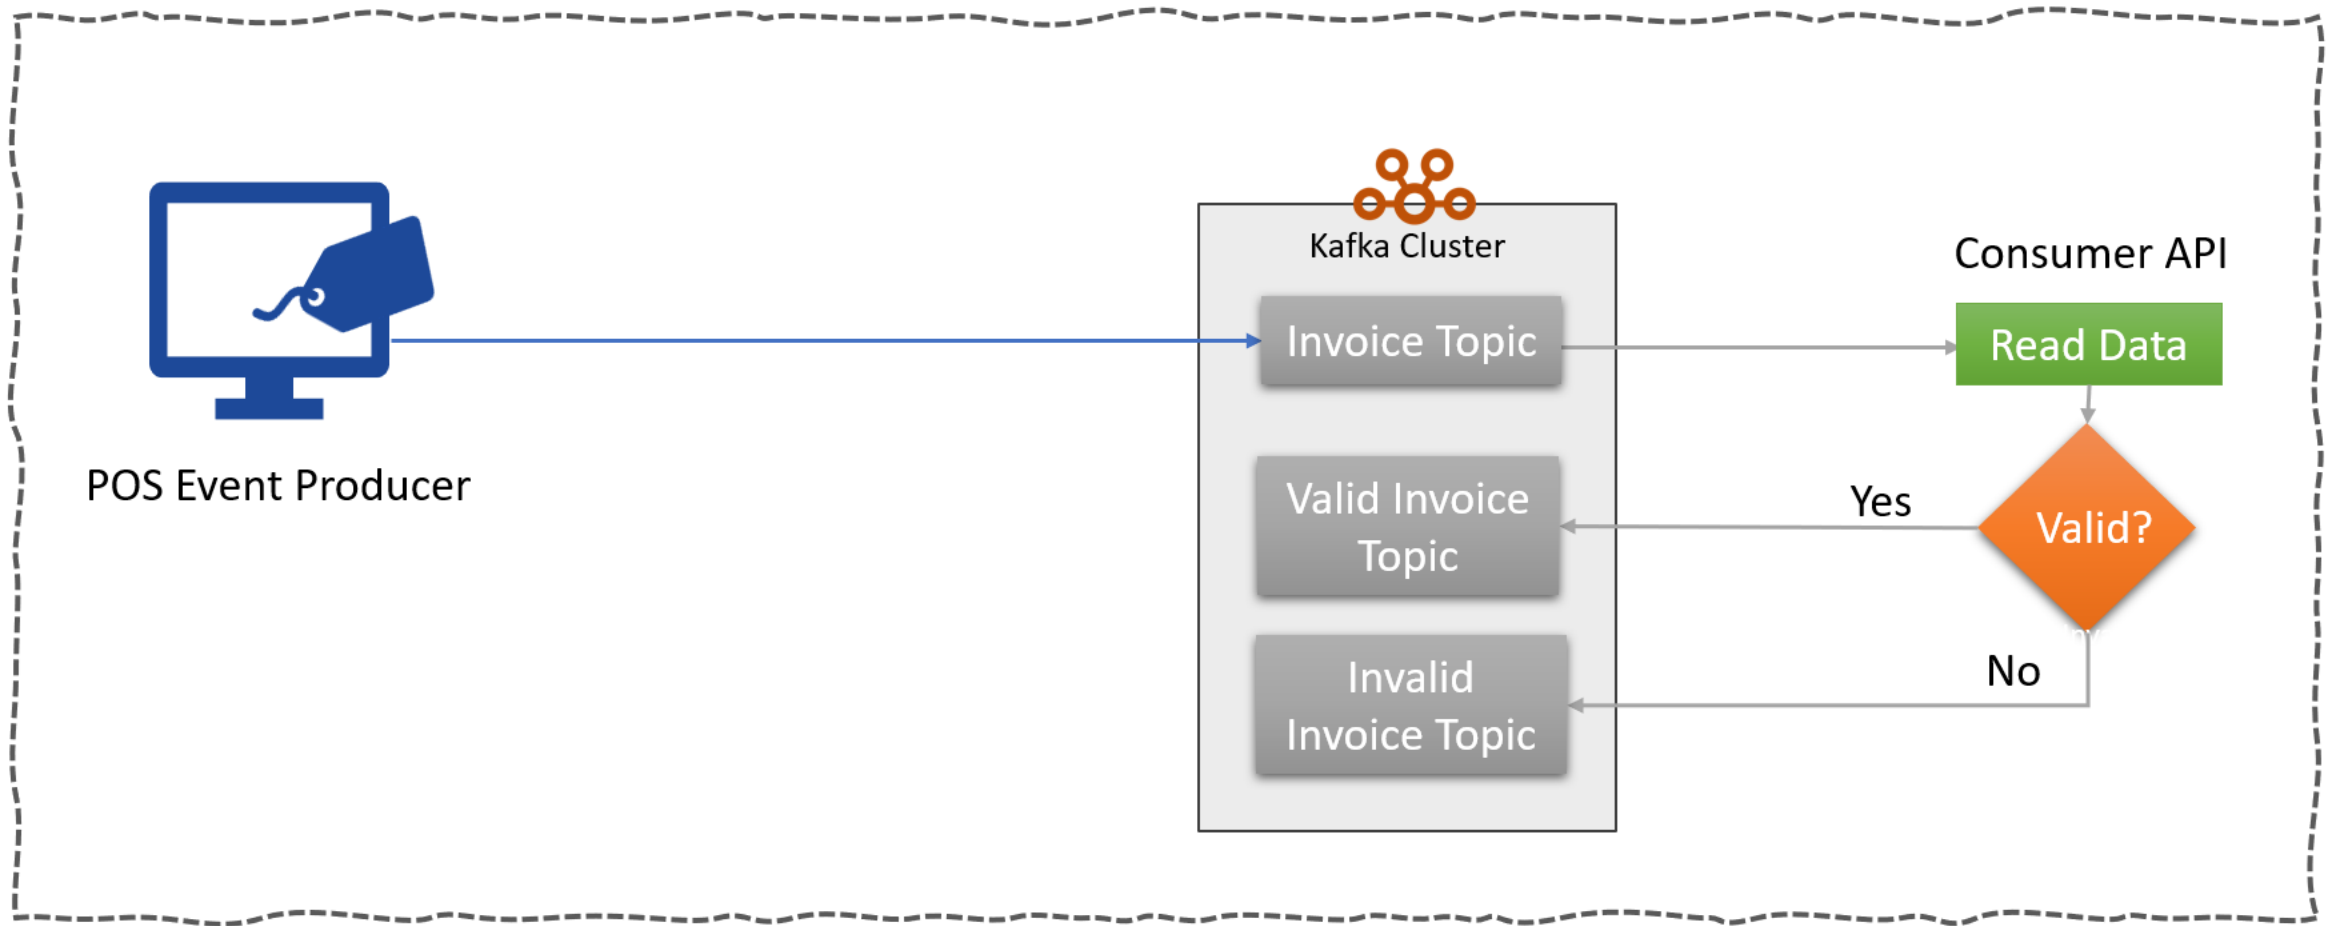 Kafka Cluster
Consumer API
Invoice Topic
Read Data
POS Event Producer
Valid Invoice
Topic
Yes
Valid?
No
Invalid
Invoice Topic